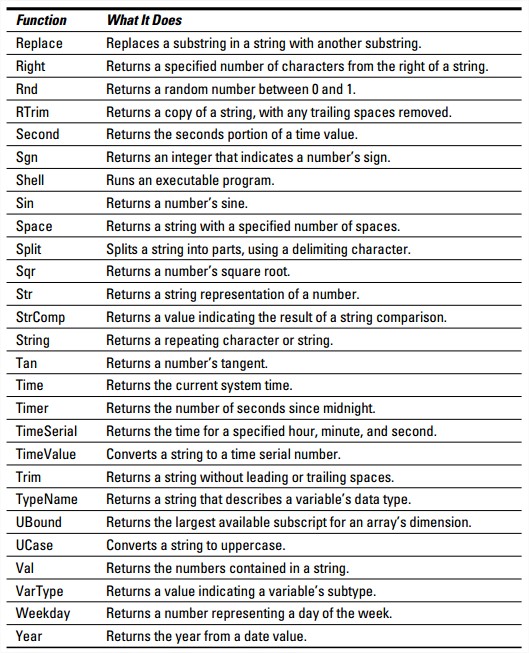 Function What It Does
Replace Replaces a substring in a string with another substring.
Right Returns a specified number of characters from the right of a string.
Rnd Returns a random number between 0 and 1.
RTrim Returns a copy of a string, with any trailing spaces removed.
Second Returns the seconds portion of a time value.
Sgn Returns an integer that indicates a number's sign.
Shell Runs an executable program.
Sin Returns a number's sine.
Space Returns a string with a specified number of spaces.
Split Splits a string into parts, using a delimiting character.
Sqr Returns a number's square root.
Str Returns a string representation of a number.
StrComp Returns a value indicating the result of a string comparison.
String Returns a repeating character or string.
Tan Returns a number's tangent.
Time Returns the current system time.
Timer Returns the number of seconds since midnight.
TimeSerial Returns the time for a specified hour, minute, and second.
TimeValue Converts a string to a time serial number.
Trim Returns a string without leading or trailing spaces.
TypeName Returns a string that describes a variable's data type.
UBound Returns the largest available subscript for an array's dimension.
UCase Converts a string to uppercase.
Val Returns the numbers contained in a string.
VarType Returns a value indicating a variable's subtype.
Weekday Returns a number representing a day of the week.
Year Returns the year from a date value.